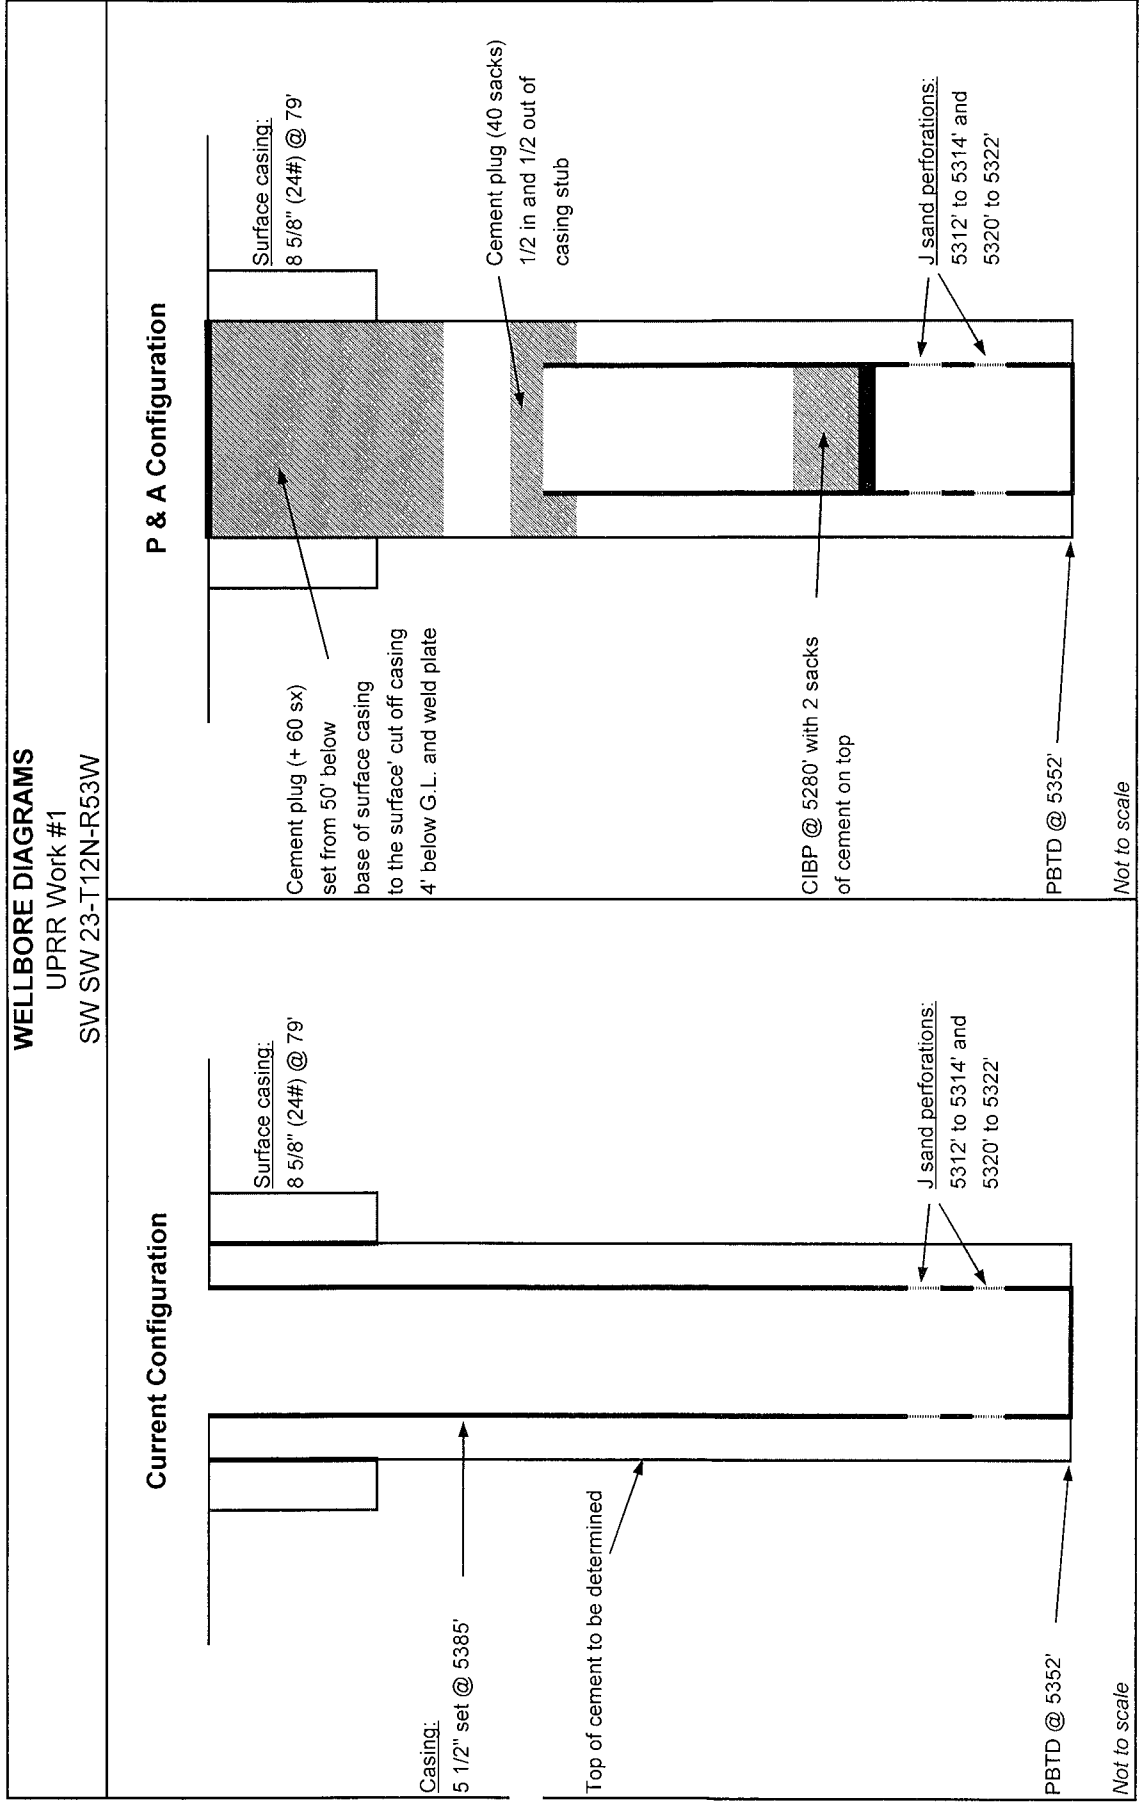 WELLBORE DIAGRAMS
UPRR Work #1
SW SW 23-T12N-R53W
Current Configuration
Surface casing:
8 5/8" (24#) @ 79'
Casing:
5 1/2" set @ 5385'
Top of cement to be determined
J sand perforations:
5312' to 5314' and
5320' to 5322'
PBTD @ 5352'
Not to scale
P & A Configuration
Surface casing:
8 5/8" (24#) @ 79'
Cement plug (+ 60 sx)
set from 50' below
base of surface casing
to the surface' cut off casing
4' below G.L. and weld plate
Cement plug (40 sacks)
1/2 in and 1/2 out of
casing stub
CIBP @ 5280' with 2 sacks
of cement on top
J sand perforations:
5312' to 5314' and
5320' to 5322'
PBTD @ 5352'
Not to scale